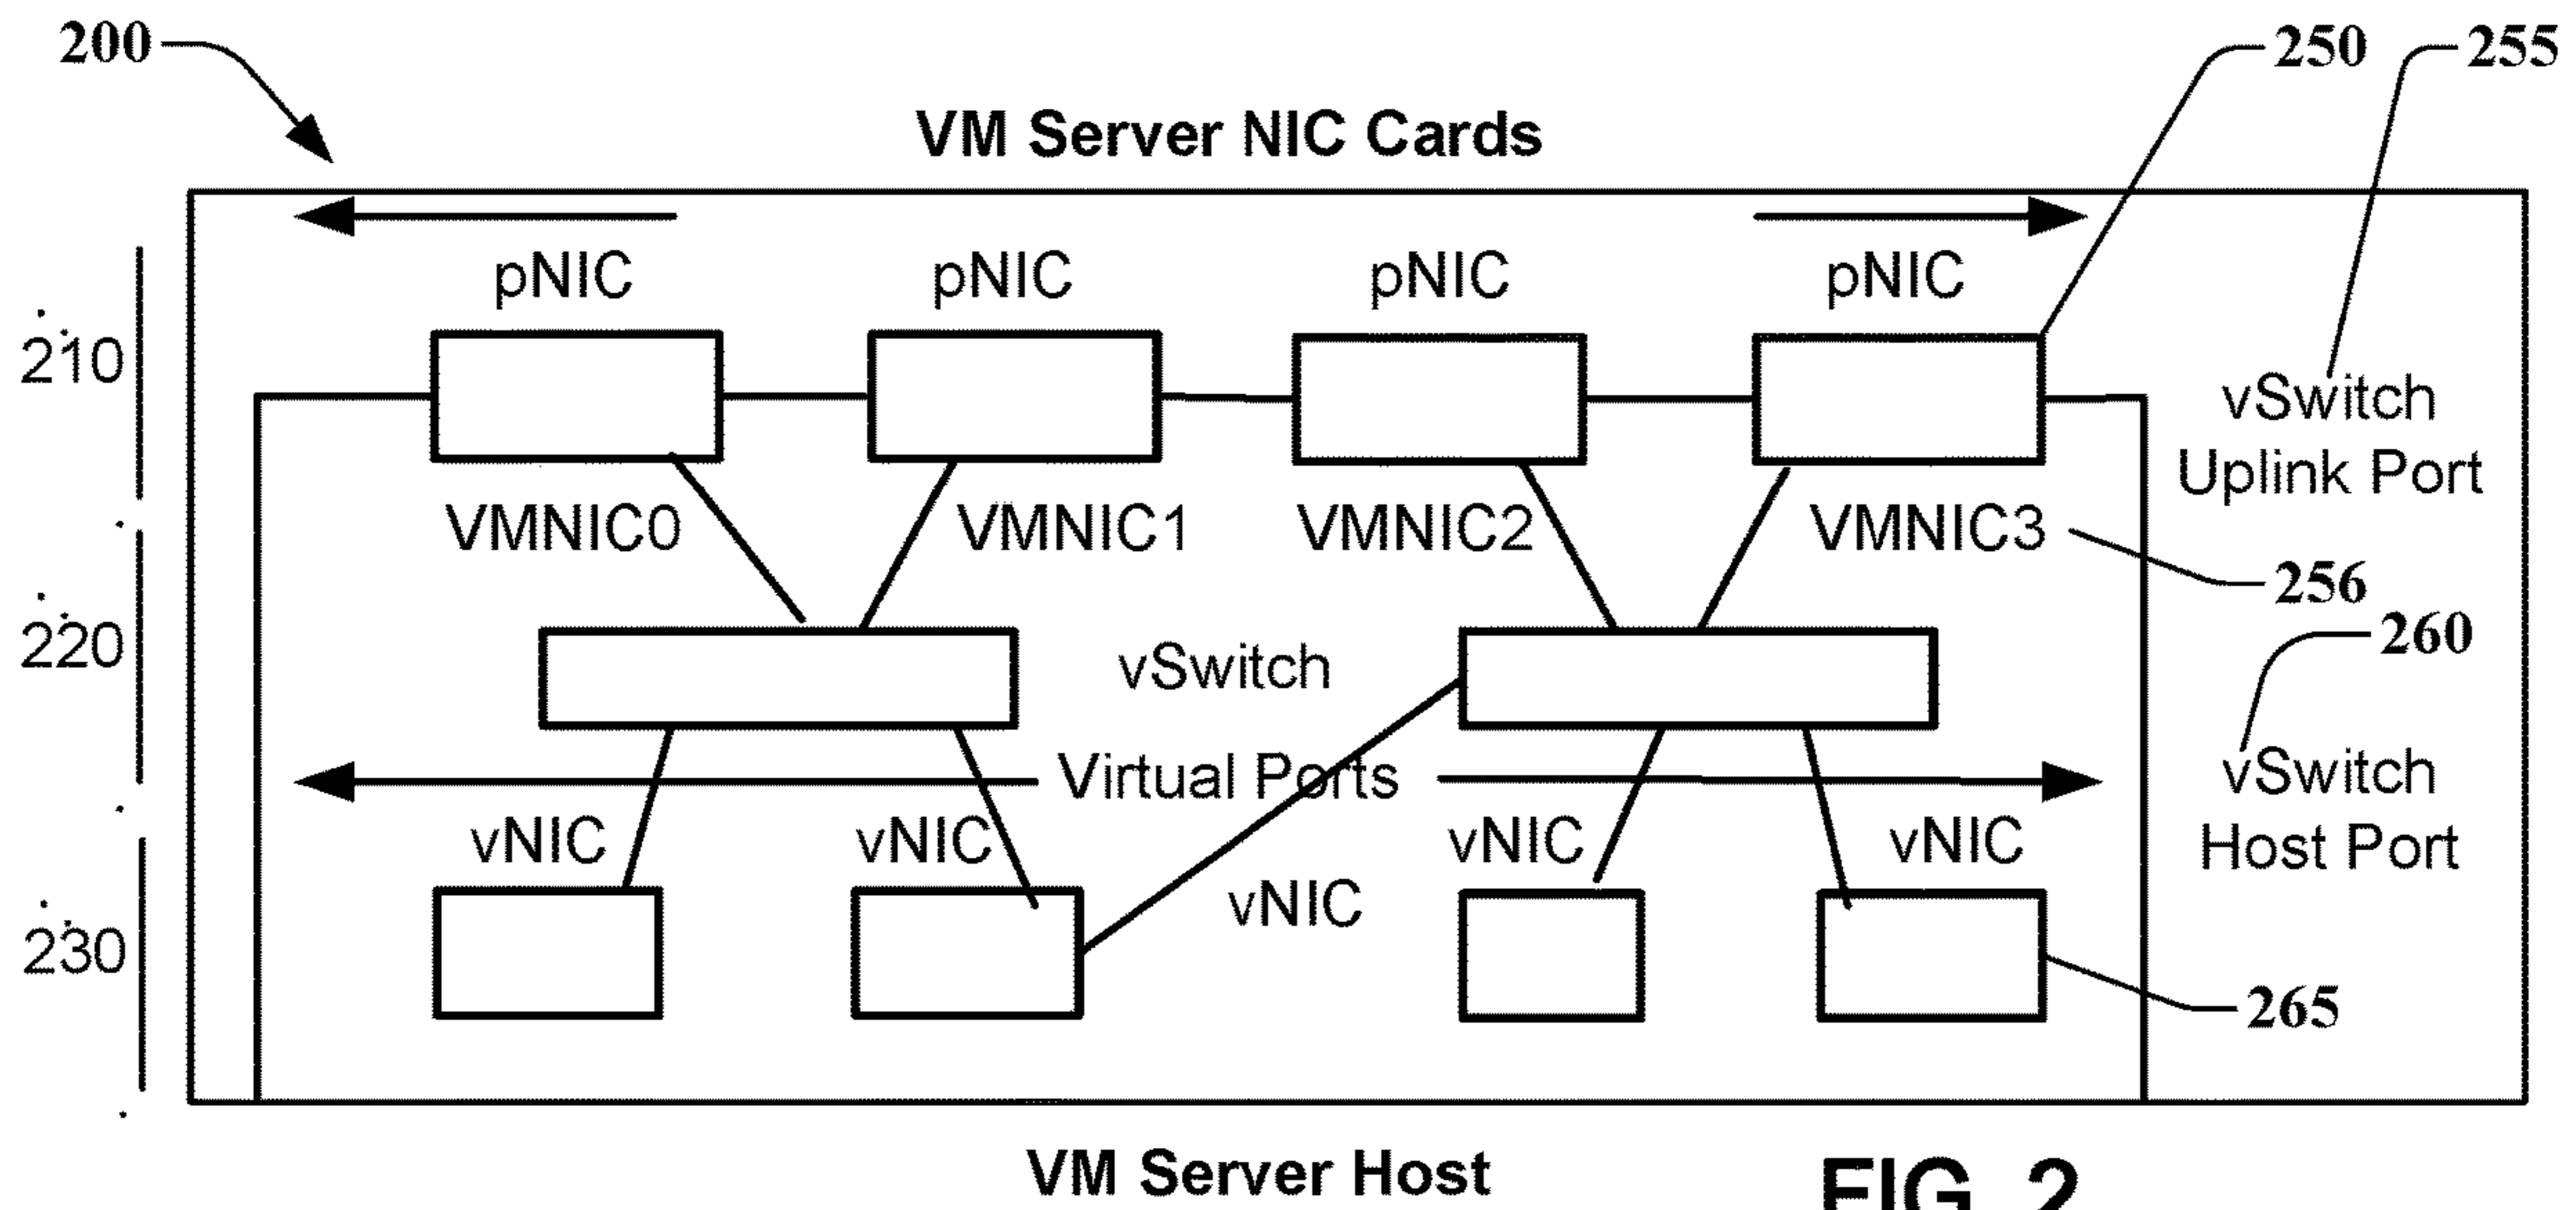 200
250
255
VM Server NIC Cards
pNIC pNIC pNIC pNIC
210
vSwitch
Uplink Port
VMNIC0 VMNIC1 VMNIC2 VMNIC3
256
220
vSwitch
260
Virtual Ports
vSwitch
Host Port
vNIC vNIC vNIC vNIC
vNIC
230
265
VM Server Host
FIG. 2